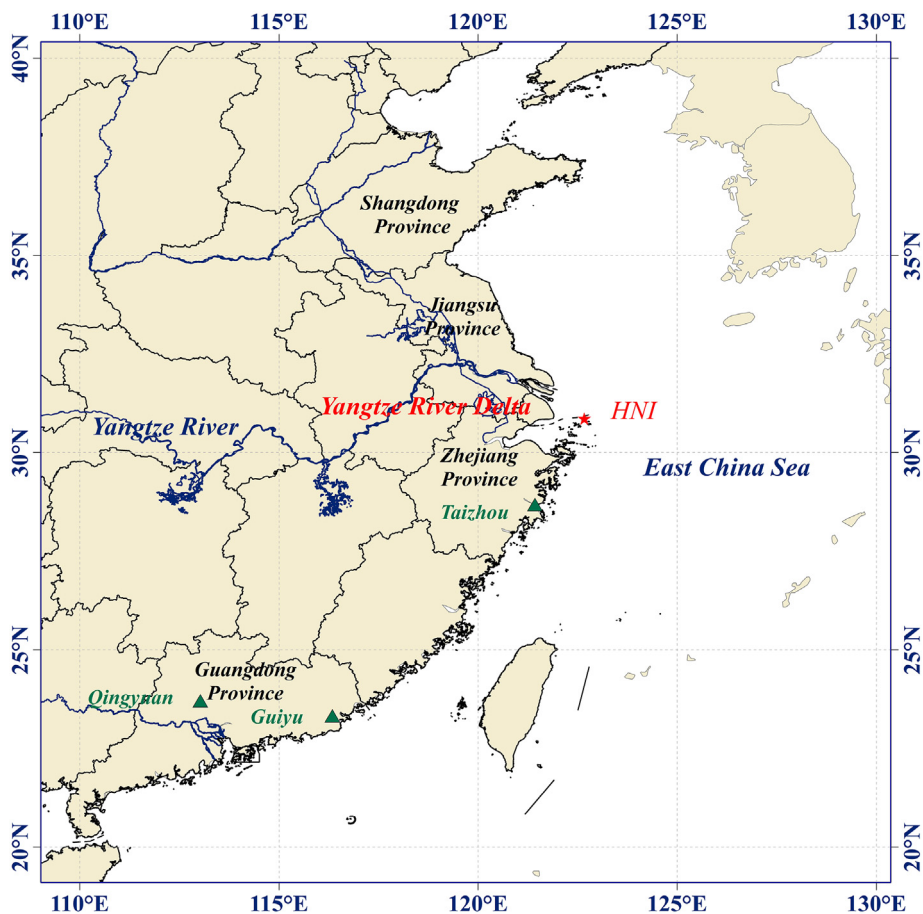 110°E 115°E 120°E 125°E 130°E
40°N
Shangdong
Province
35°N 35°N
Jiangsu
Province
Yangtze River Delta
HNI
Yangtze River
30°N 30°N
Zhejiang
Province
East China Sea
Taizhou
25°N 25°N
Guangdong
Province
Qingyuan
Guiyu
20°N 20°N
110°E 115°E 120°E 125°E 130°E